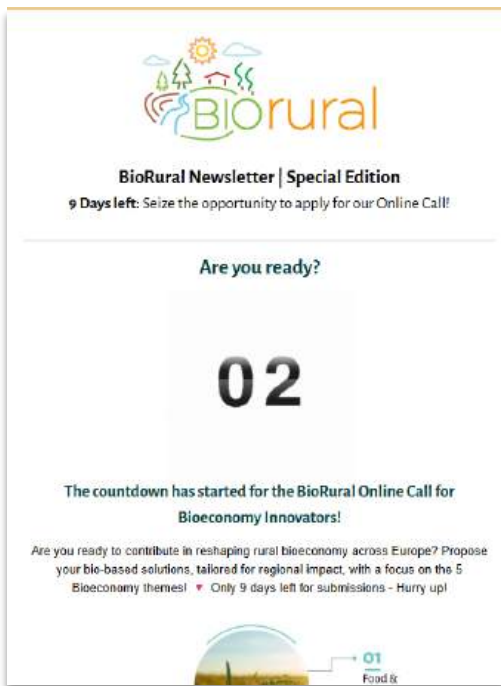 BIOrural
BioRural Newsletter | Special Edition
9 Days left: Seize the opportunity to apply for our Online Call!
Are you ready?
02
The countdown has started for the BioRural Online Call for
Bioeconomy Innovators!
Are you ready to contribute in reshaping rural bioeconomy across Europe? Propose
your bio-based solutions, tailored for regional impact, with a focus on the 5
Bioeconomy themes! 🔻 Only 9 days left for submissions - Hurry up!
01
Food &